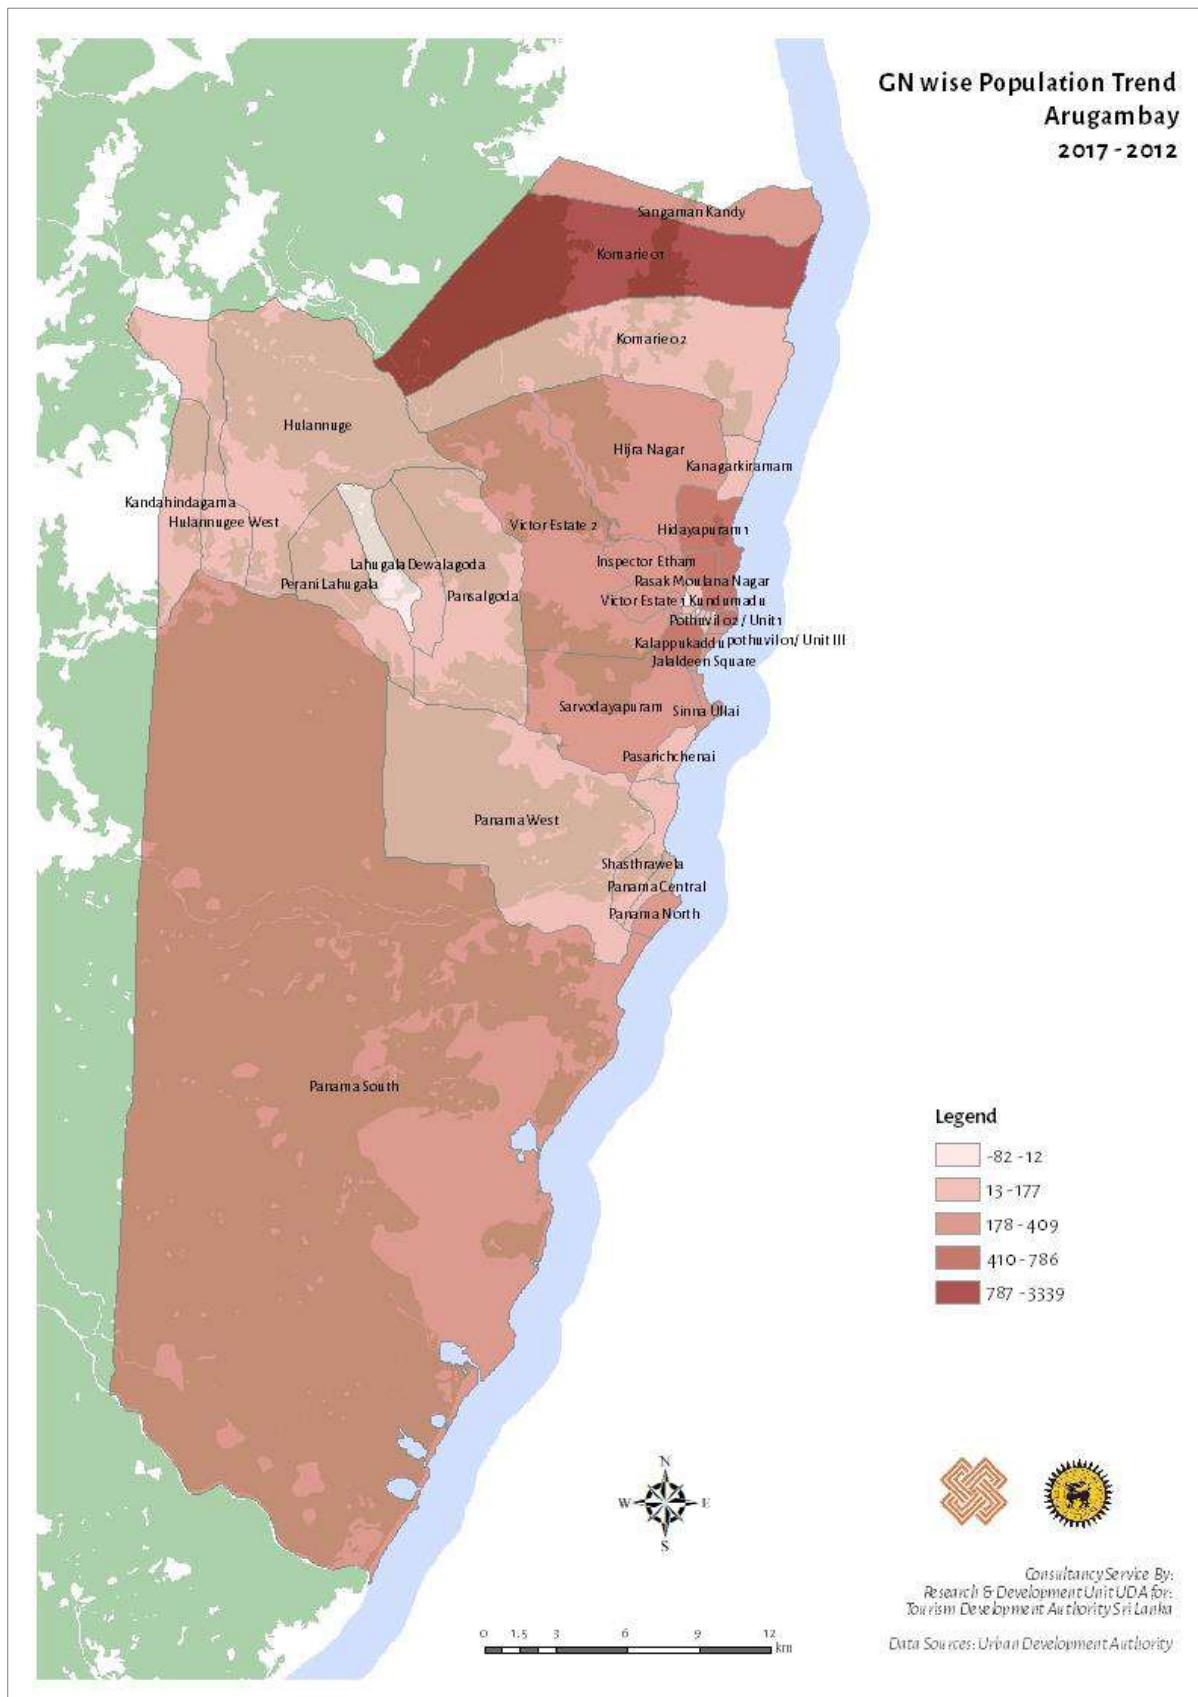 GN wise Population Trend
Arugambay
2017 - 2012
Sangaman Kandy
Komarie 01
Komarie 02
Hulannuge
Hijra Nagar
Kanagarkiramam
Kandahindagama
Hulannugee West
Victor Estate 2
Hidayapuram 1
Lahugala Dewalagoda
Inspector Etham
Perani Lahugala
Rasak Moulana Nagar
Pansalgoda
Victor Estate 1 Kundumadu
Pothuvil 02 / Unit 1
Kalappukaddu pothuvil 01/ Unit III
Jalaldeen Square
Sarvodayapuram
Sinna Ullai
Pasarichchenai
Panama West
Shasthrawela
Panama Central
Panama North
Panama South
Legend
-82 - 12
13 - 177
178 - 409
410 - 786
787 - 3339
N
W
E
S
0 1.5 3 6 9 12
km
Consultancy Service By:
Research & Development Unit UDA for:
Tourism Development Authority Sri Lanka
Data Sources: Urban Development Authority